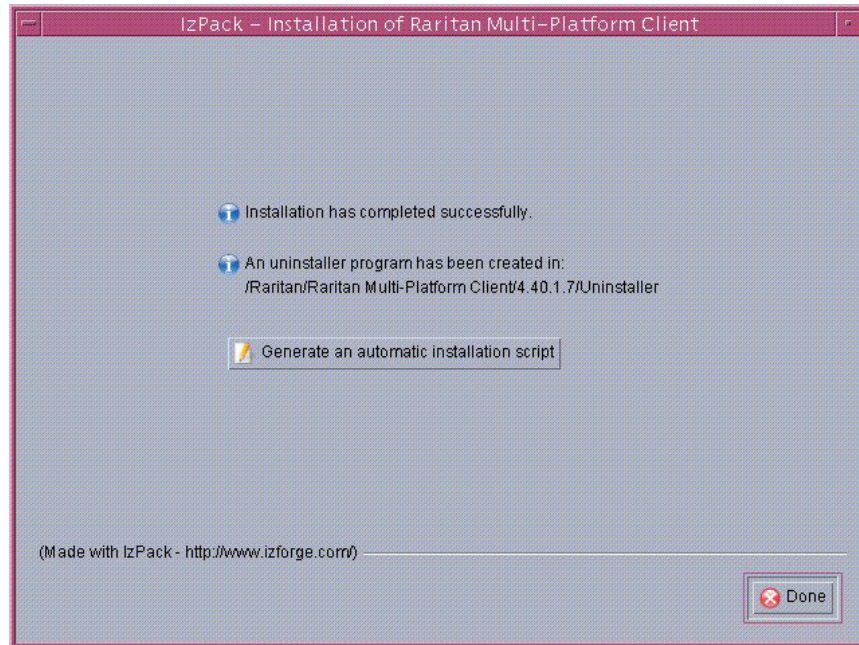 IzPack – Installation of Raritan Multi–Platform Client
Installation has completed successfully.
An uninstaller program has been created in:
/Raritan/Raritan Multi-Platform Client/4.40.1.7/Uninstaller
Generate an automatic installation script
(Made with IzPack - http://www.izforge.com/)
Done